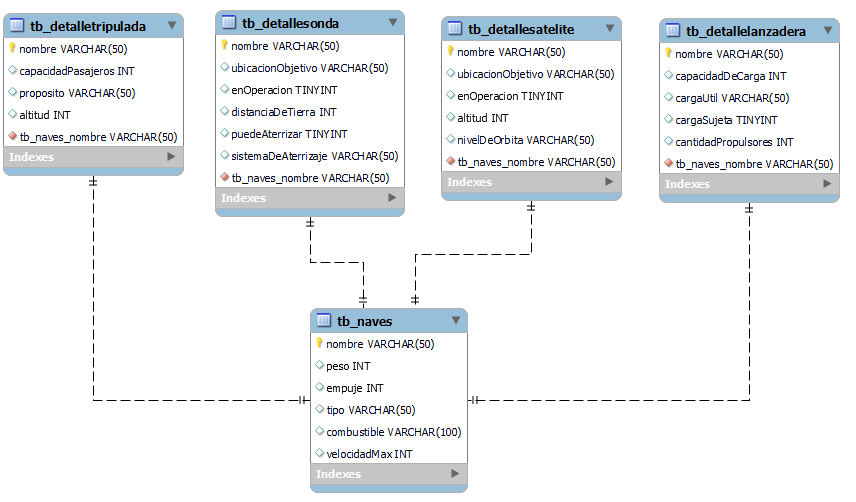 tb_detalletripulada
nombre VARCHAR(50)
capacidadPasajeros INT
proposito VARCHAR(50)
altitud INT
tb_naves_nombre VARCHAR(50)
Indexes
tb_detallesonda
nombre VARCHAR(50)
ubicacionObjetivo VARCHAR(50)
enOperacion TINYINT
distanciaDeTierra INT
puedeAterrizar TINYINT
sistemaDeAterrizaje VARCHAR(50)
tb_naves_nombre VARCHAR(50)
Indexes
tb_detallesatelite
nombre VARCHAR(50)
ubicacionObjetivo VARCHAR(50)
enOperacion TINYINT
altitud INT
nivelDeOrbita VARCHAR(50)
tb_naves_nombre VARCHAR(50)
Indexes
tb_detallelanzadera
nombre VARCHAR(50)
capacidadDeCarga INT
cargaUtil VARCHAR(50)
cargaSujeta TINYINT
cantidadPropulsores INT
tb_naves_nombre VARCHAR(50)
Indexes
tb_naves
nombre VARCHAR(50)
peso INT
empuje INT
tipo VARCHAR(50)
combustible VARCHAR(100)
velocidadMax INT
Indexes